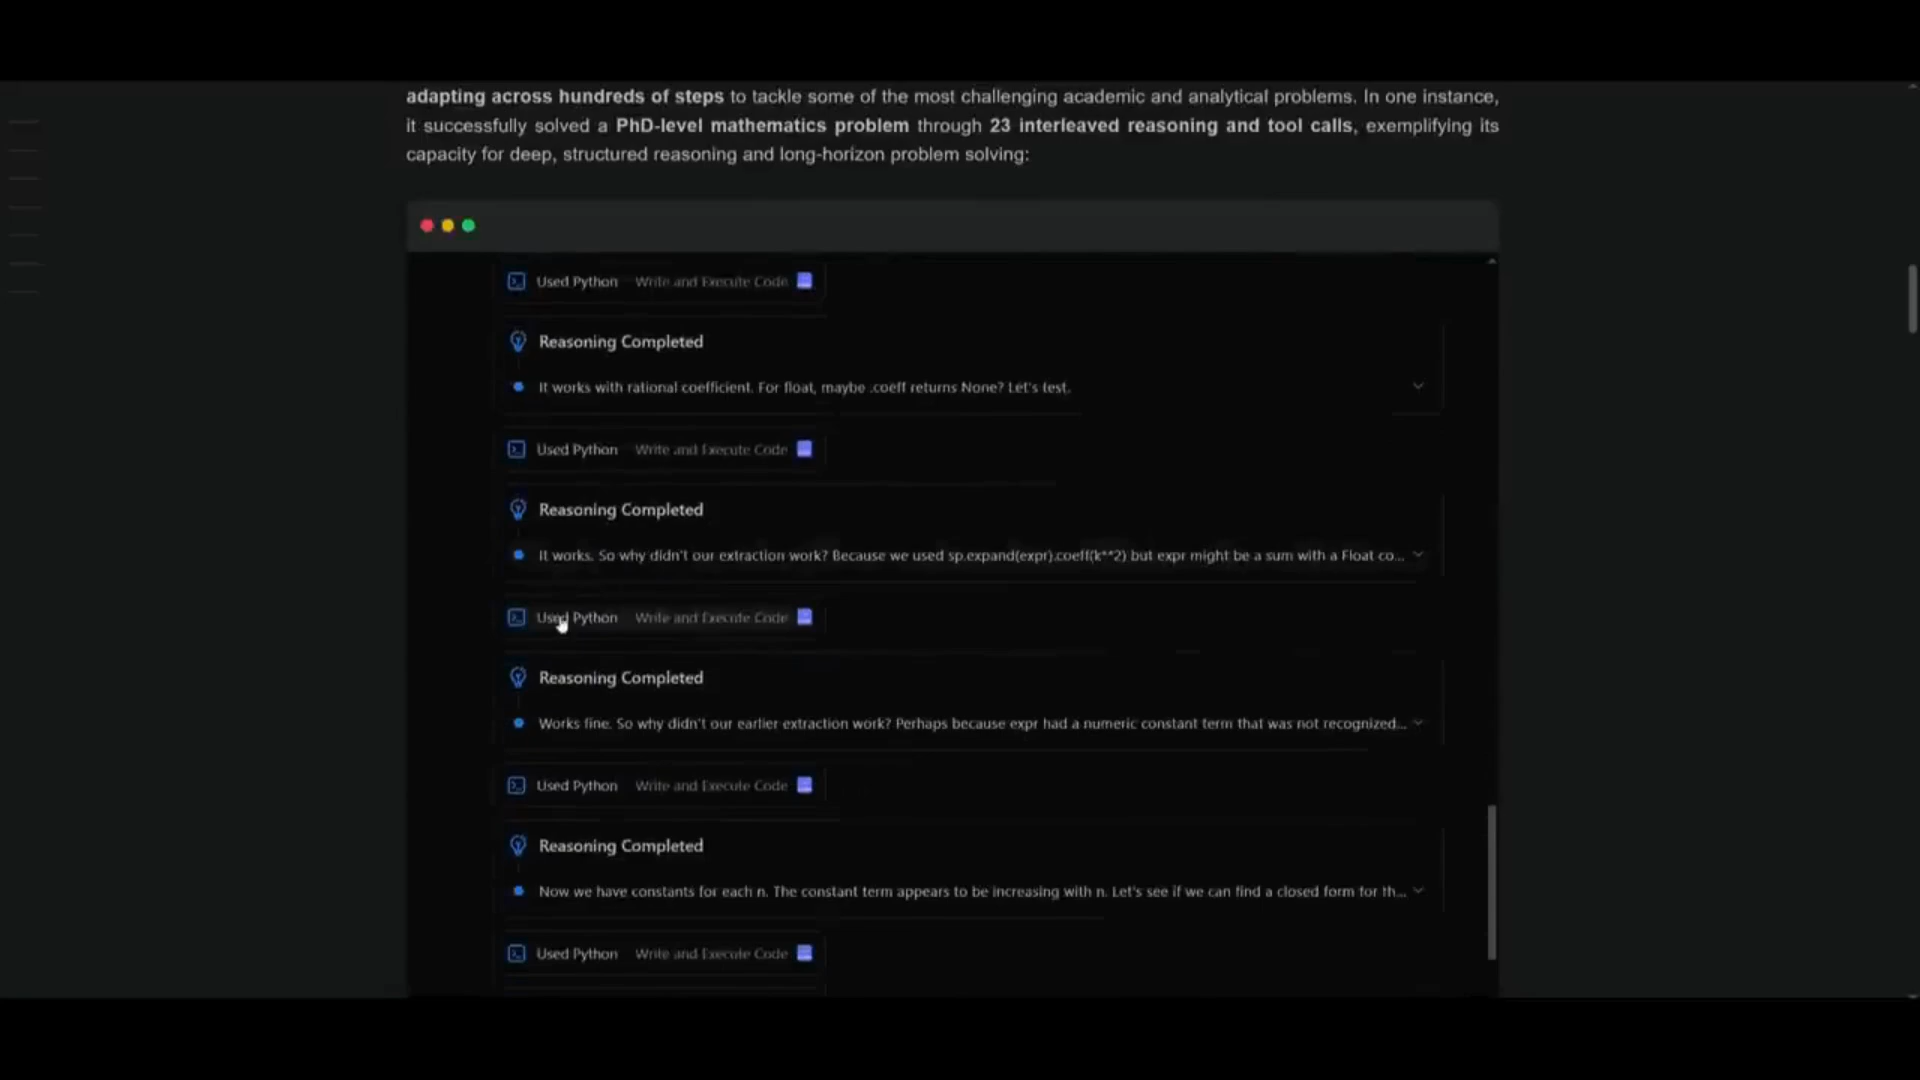 adapting across hundreds of steps to tackle some of the most challenging academic and analytical problems. In one instance,
it successfully solved a PhD-level mathematics problem through 23 interleaved reasoning and tool calls, exemplifying its
capacity for deep, structured reasoning and long-horizon problem solving:
Used Python Write and Execute Code
Reasoning Completed
It works with rational coefficient. For float, maybe .coeff returns None? Let's test.
Used Python Write and Execute Code
Reasoning Completed
It works. So why didn't our extraction work? Because we used sp.expand(expr).coeff(k**2) but expr might be a sum with a Float co...
Used Python Write and Execute Code
Reasoning Completed
Works fine. So why didn't our earlier extraction work? Perhaps because expr had a numeric constant term that was not recognized...
Used Python Write and Execute Code
Reasoning Completed
Now we have constants for each n. The constant term appears to be increasing with n. Let's see if we can find a closed form for th...
Used Python Write and Execute Code